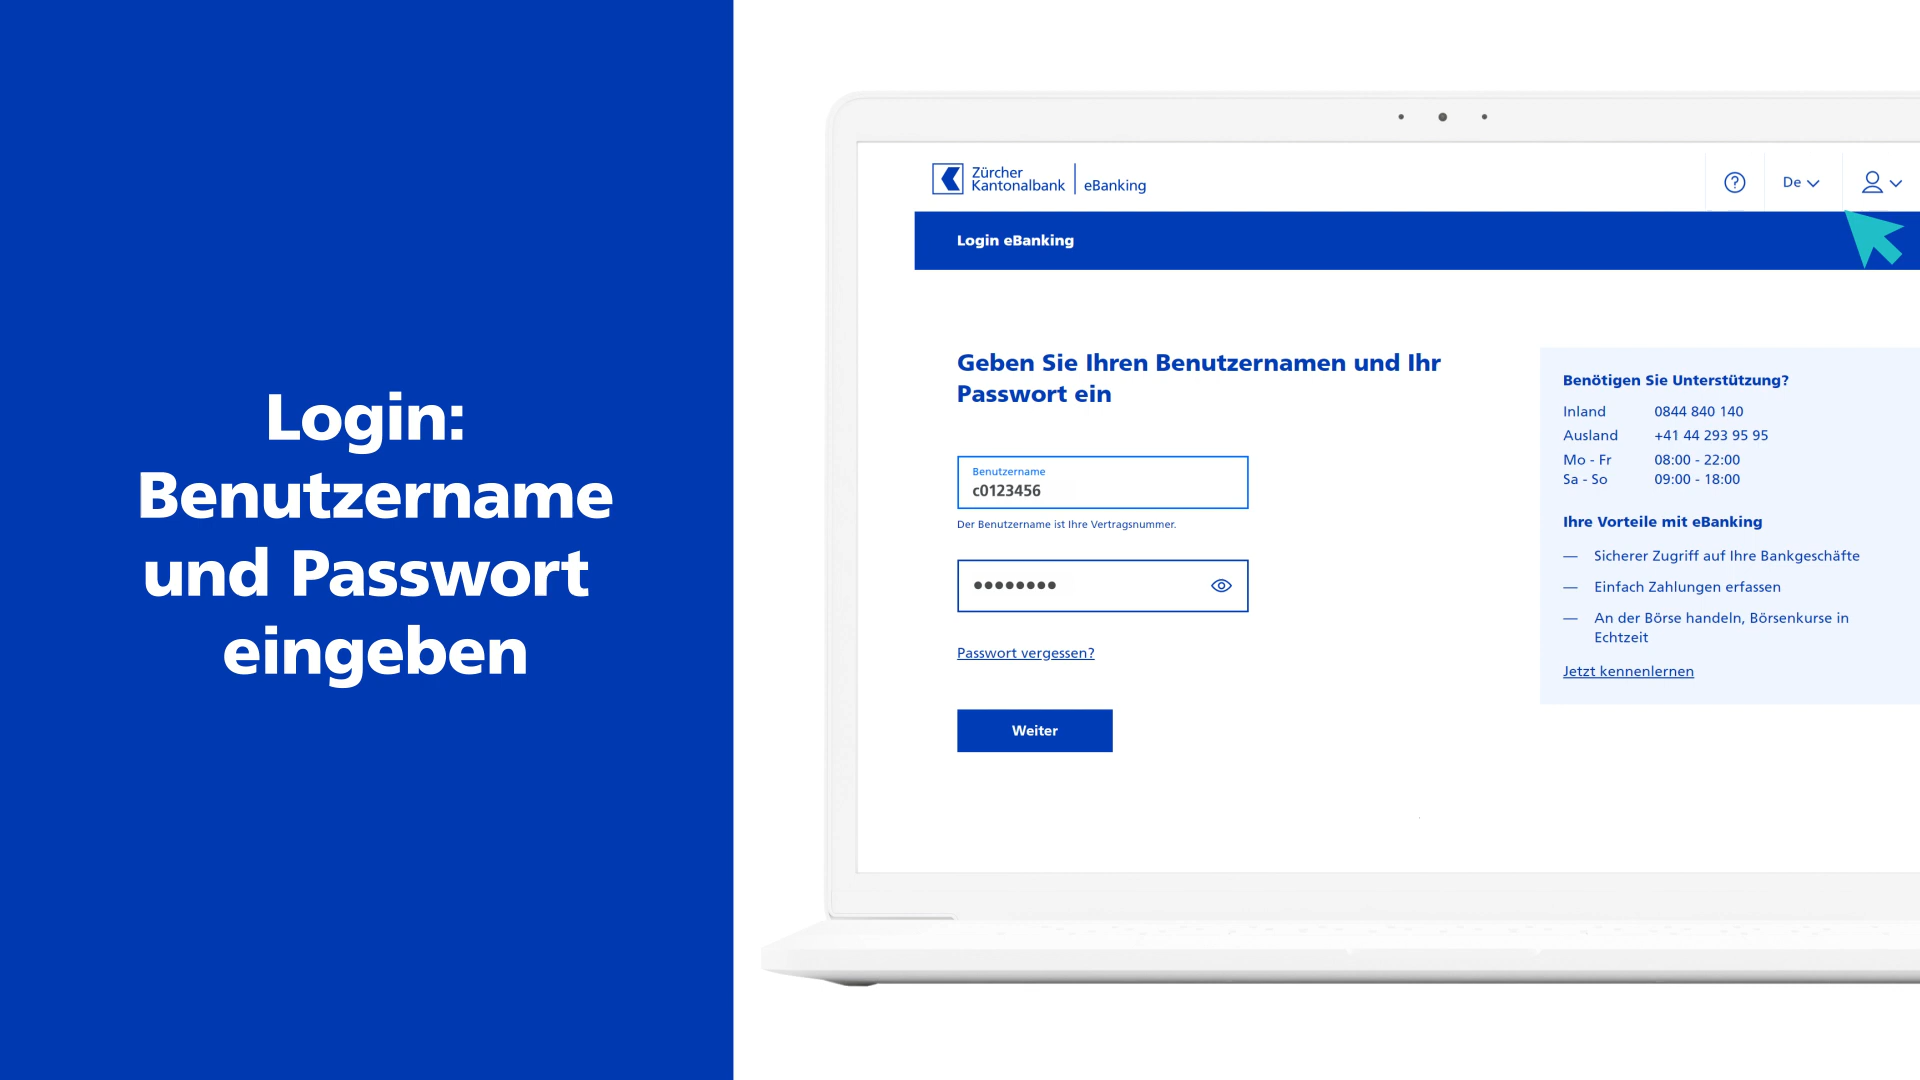 Login:
Benutzername
und Passwort
eingeben
Zürcher
Kantonalbank
eBanking
De
Login eBanking
Geben Sie Ihren Benutzernamen und Ihr
Passwort ein
Benutzername
c0123456
Der Benutzername ist Ihre Vertragsnummer.
●●●●●●●●
Passwort vergessen?
Weiter
Benötigen Sie Unterstützung?
Inland 0844 840 140
Ausland +41 44 293 95 95
Mo - Fr 08:00 - 22:00
Sa - So 09:00 - 18:00
Ihre Vorteile mit eBanking
— Sicherer Zugriff auf Ihre Bankgeschäfte
— Einfach Zahlungen erfassen
— An der Börse handeln, Börsenkurse in
Echtzeit
Jetzt kennenlernen